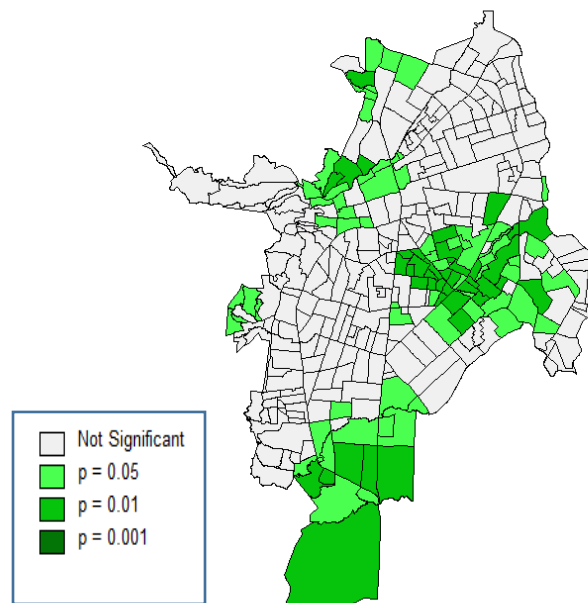 Not Significant
p = 0.05
p = 0.01
p = 0.001